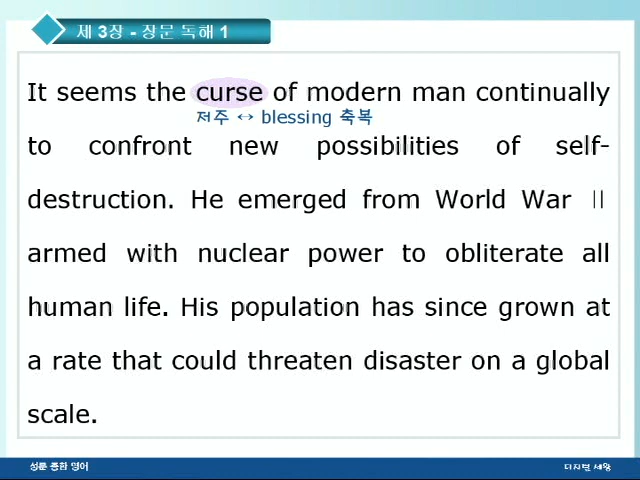 제 3장 - 장문 독해 1
It seems the curse of modern man continually
저주 ↔ blessing 축복
to confront new possibilities of self-
destruction. He emerged from World War Ⅱ
armed with nuclear power to obliterate all
human life. His population has since grown at
a rate that could threaten disaster on a global
scale.
성문 종합 영어
디지털 세용